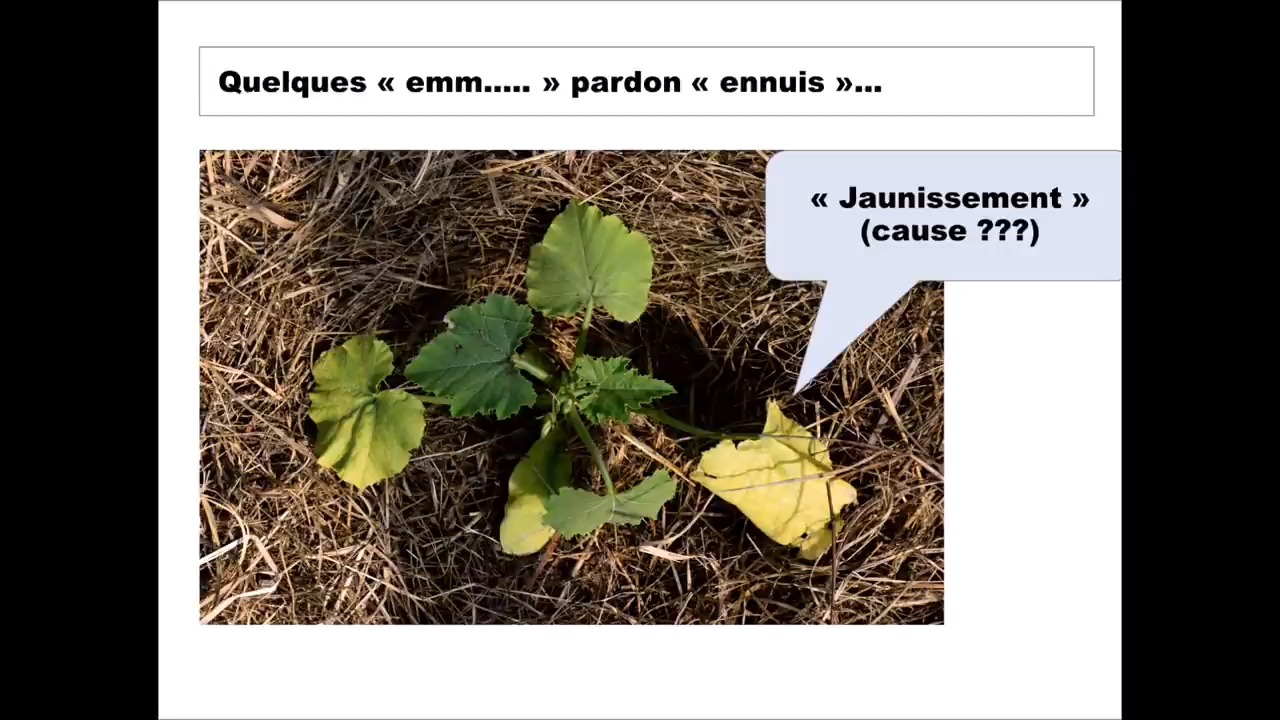 Quelques « emm..... » pardon « ennuis »...
« Jaunissement »
(cause ???)